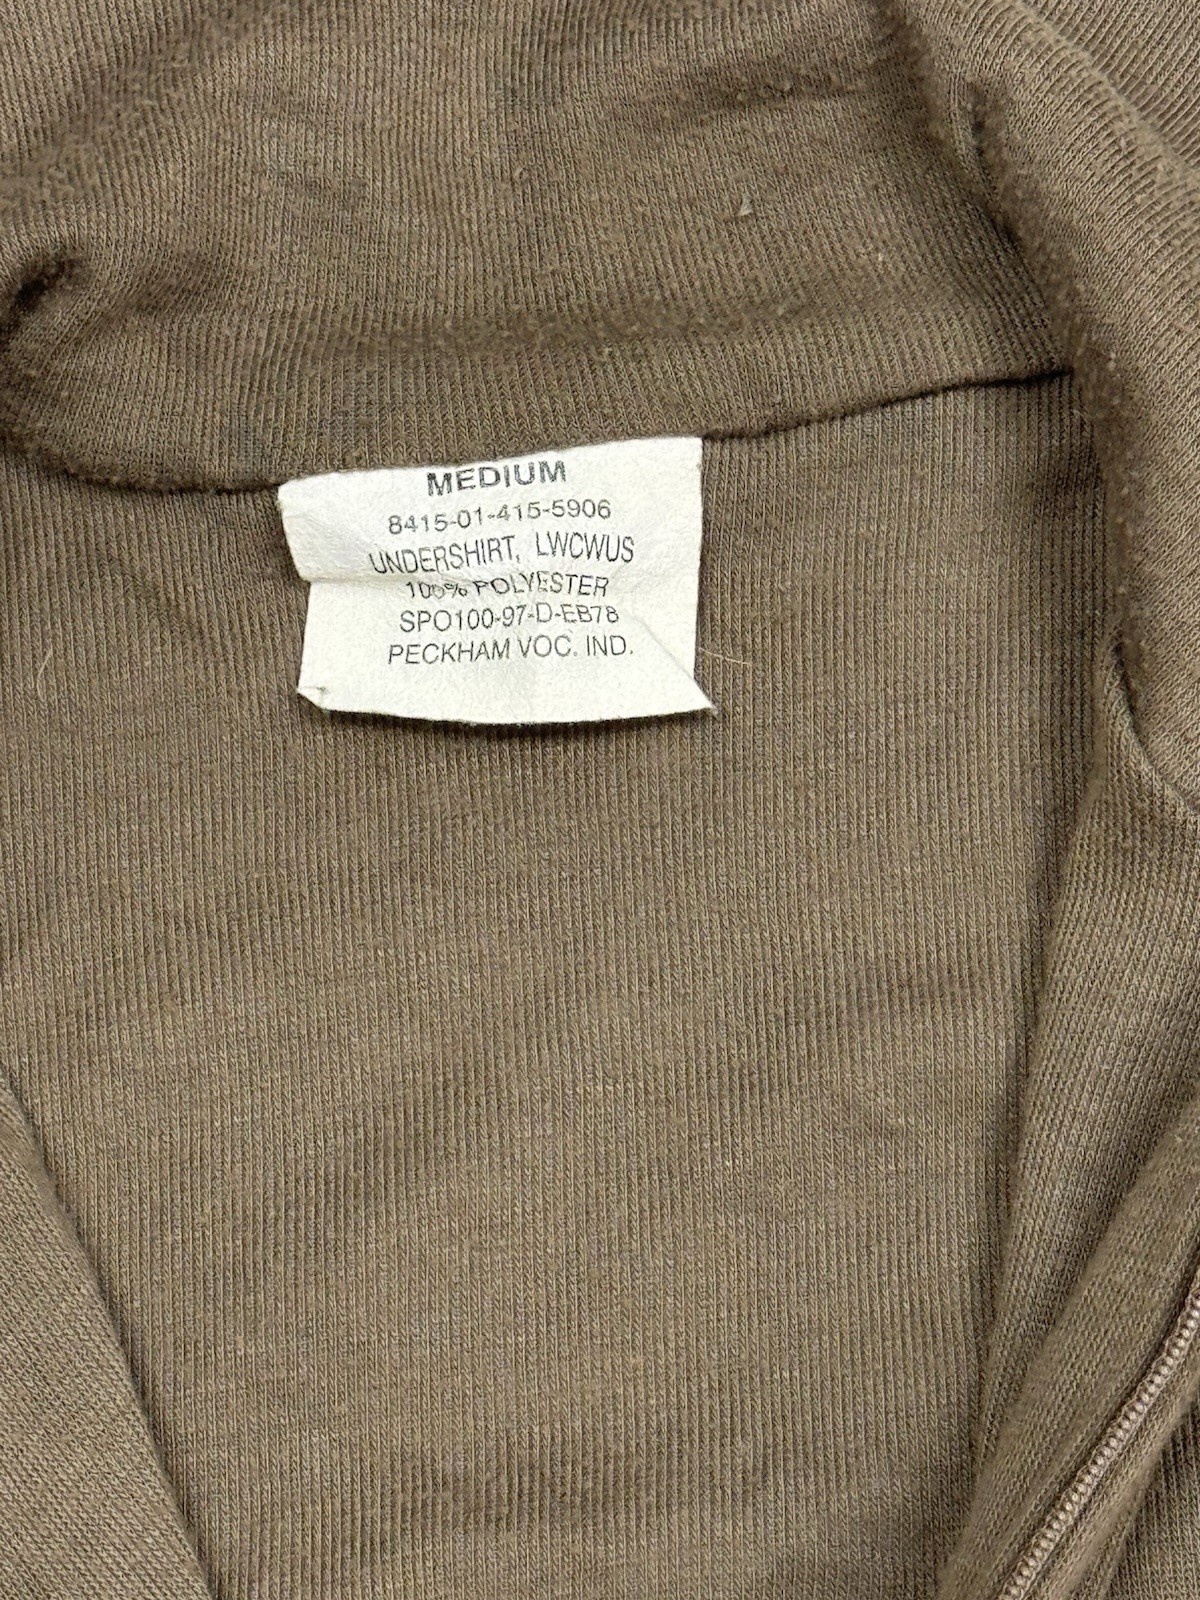 MEDIUM
8415-01-415-5906
UNDERSHIRT, LWCWUS
100% POLYESTER
SPO100-97-D-EB78
PECKHAM VOC. IND.